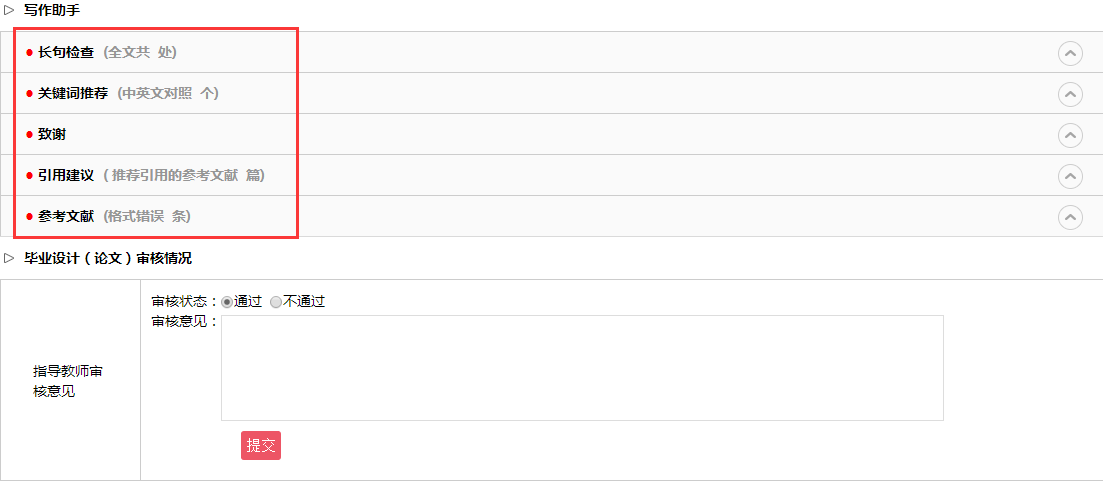 写作助手
长句检查 (全文共 处)
关键词推荐 (中英文对照 个)
致谢
引用建议 ( 推荐引用的参考文献 篇)
参考文献 (格式错误 条)
毕业设计（论文）审核情况
审核状态：通过 不通过
审核意见：
指导教师审
核意见
提交